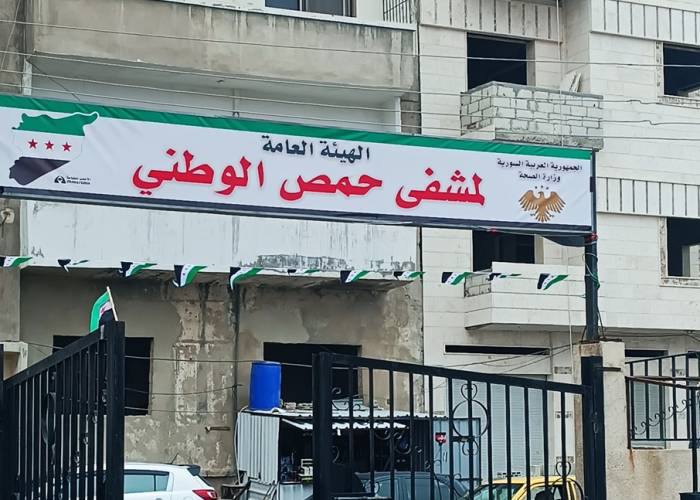 الهيئة العامة
لمشفى حمص الوطني
الجمهورية العربية السورية
وزارة الصحة